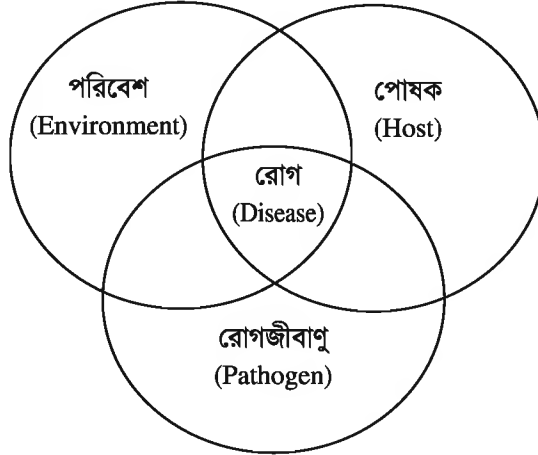 পরিবেশ
(Environment)
পোষক
(Host)
রোগ
(Disease)
রোগজীবাণু
(Pathogen)